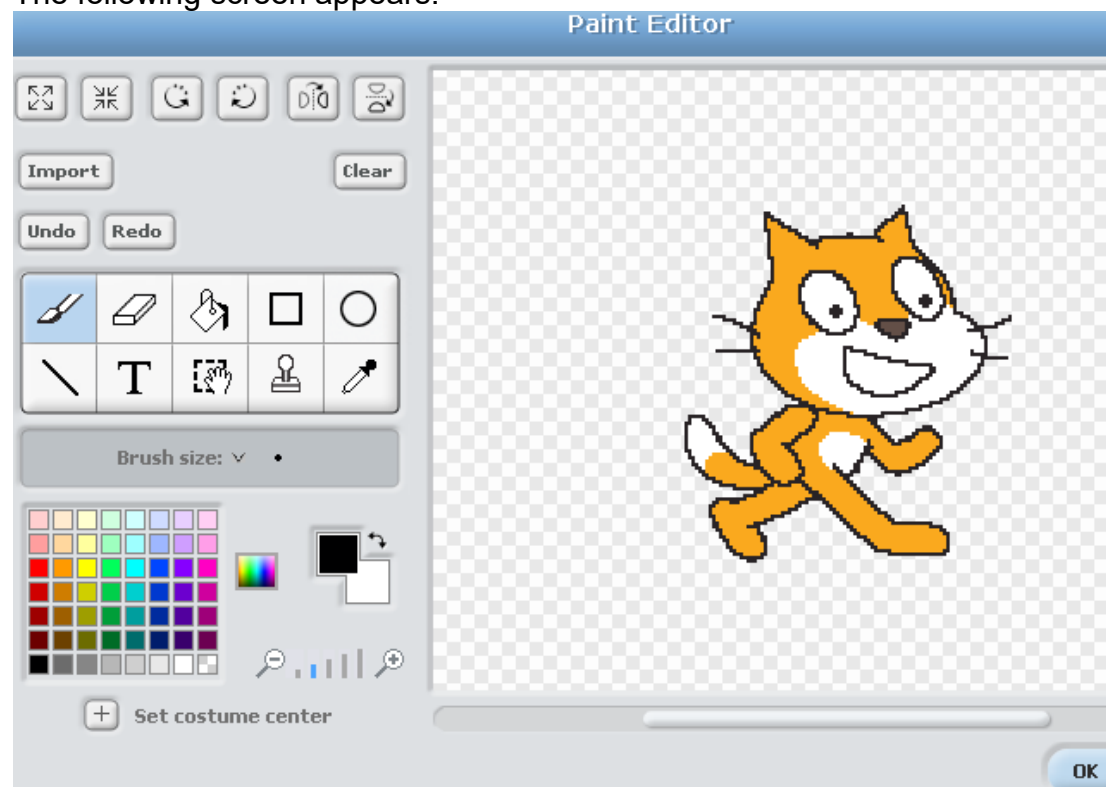 The following screen appears:
Paint Editor
Import
Clear
Undo
Redo
T
Brush size:
Set costume center
OK